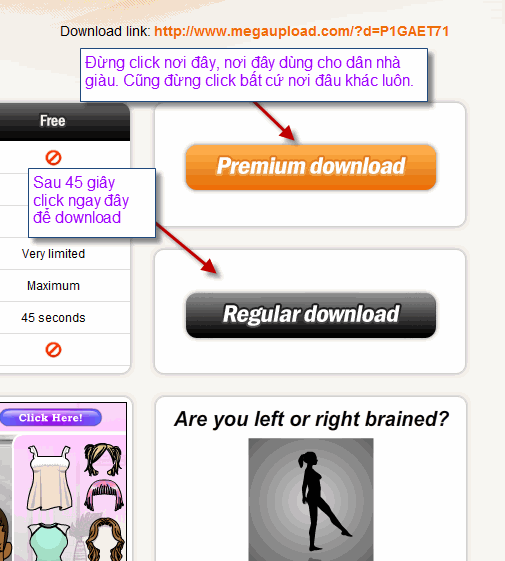 Download link: http://www.megaupload.com/?d=P1GAET71
Đừng click nơi đây, nơi đây dùng cho dân nhà
giàu. Cũng đừng click bất cứ nơi đâu khác luôn.
Free
Premium download
Sau 45 giây
click ngay đây
để download
Very limited
Maximum
45 seconds
Regular download
Click Here!
Are you left or right brained?